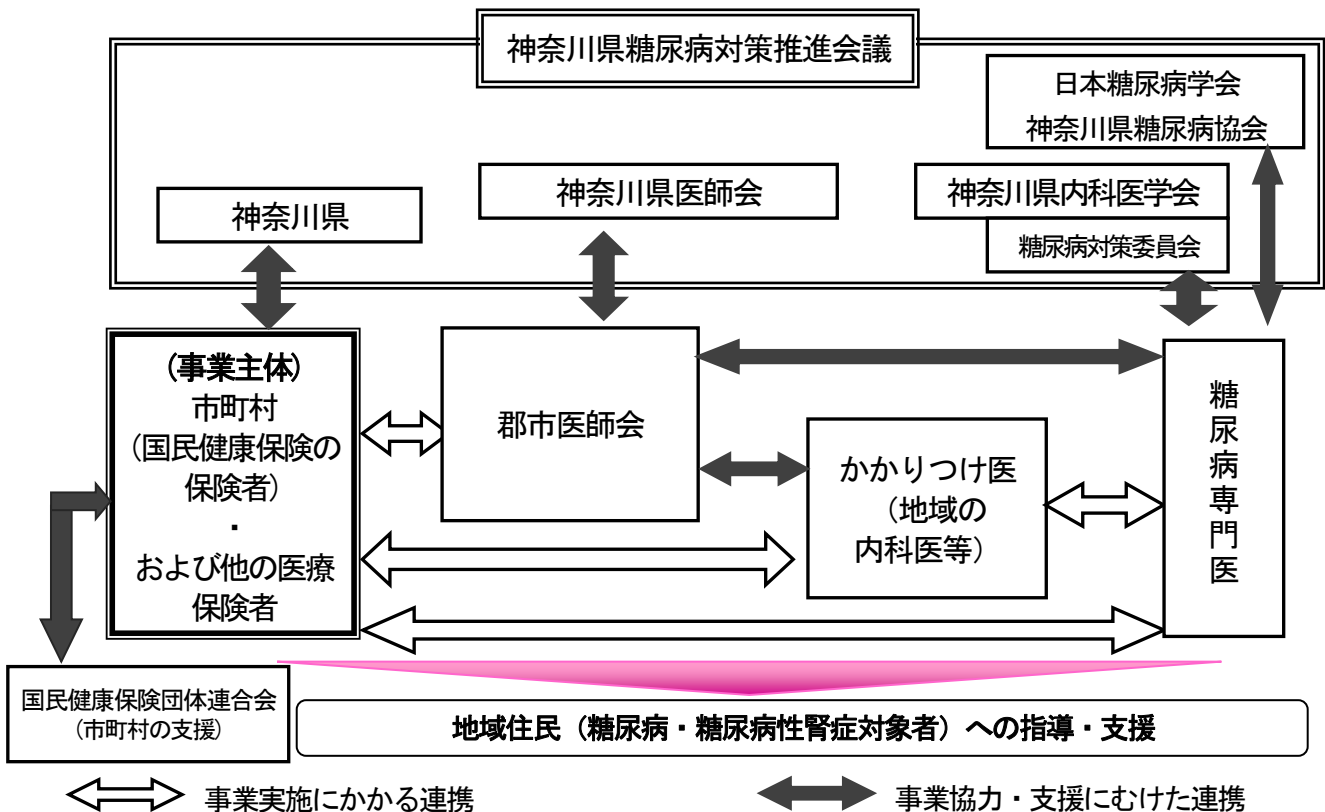 神奈川県糖尿病対策推進会議
日本糖尿病学会
神奈川県糖尿病協会
神奈川県
神奈川県医師会
神奈川県内科医学会
糖尿病対策委員会
（事業主体）
市町村
（国民健康保険の
保険者）
・
および他の医療
保険者
郡市医師会
かかりつけ医
（地域の
内科医等）
糖尿病専門医
国民健康保険団体連合会
（市町村の支援）
地域住民（糖尿病・糖尿病性腎症対象者）への指導・支援
事業実施にかかる連携
事業協力・支援にむけた連携